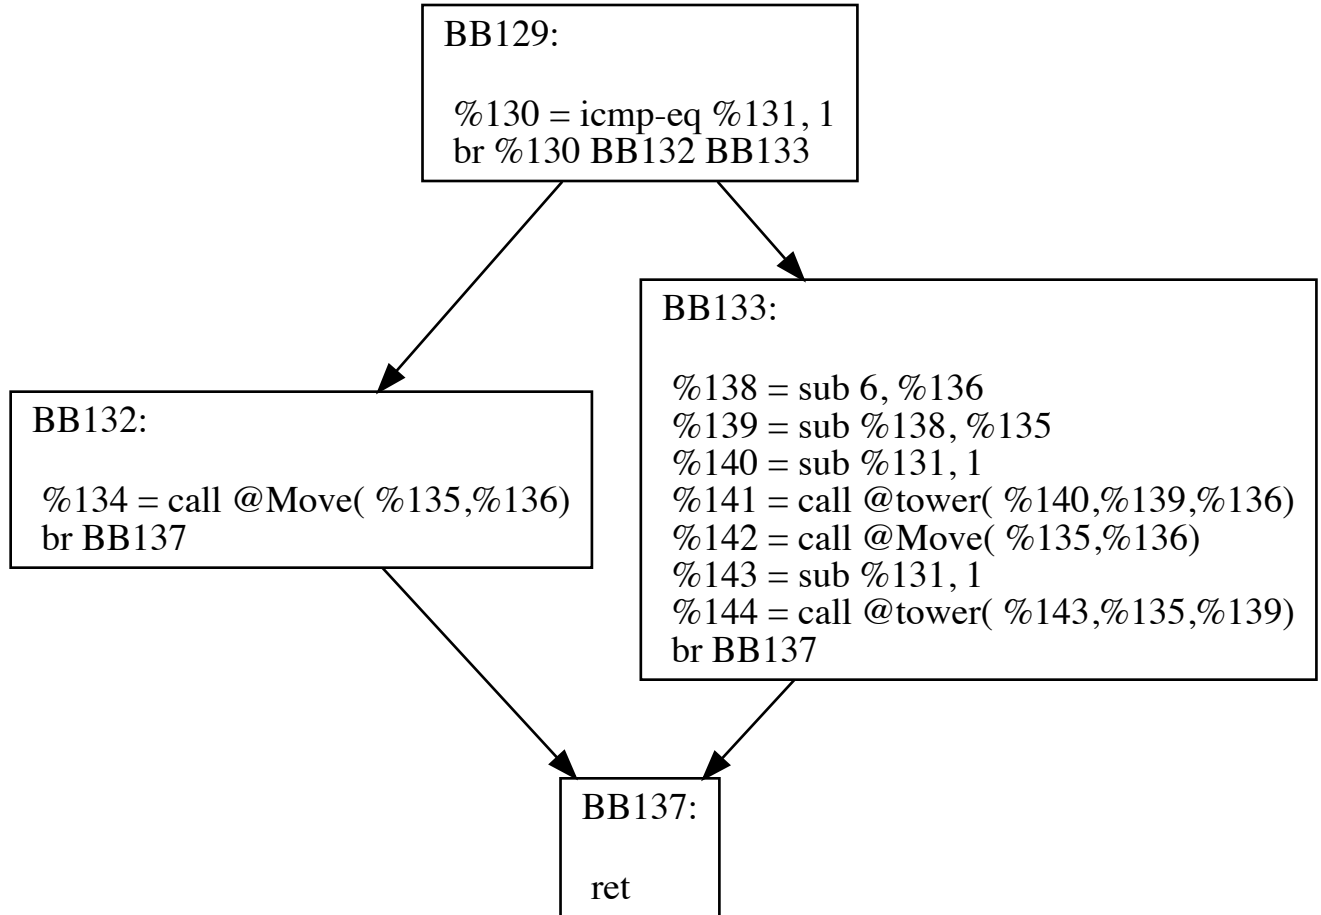 BB129:
%130 = icmp-eq %131, 1
br %130 BB132 BB133
BB133:
%138 = sub 6, %136
%139 = sub %138, %135
%140 = sub %131, 1
%141 = call @tower( %140,%139,%136)
%142 = call @Move( %135,%136)
%143 = sub %131, 1
%144 = call @tower( %143,%135,%139)
br BB137
BB132:
%134 = call @Move( %135,%136)
br BB137
BB137:
ret